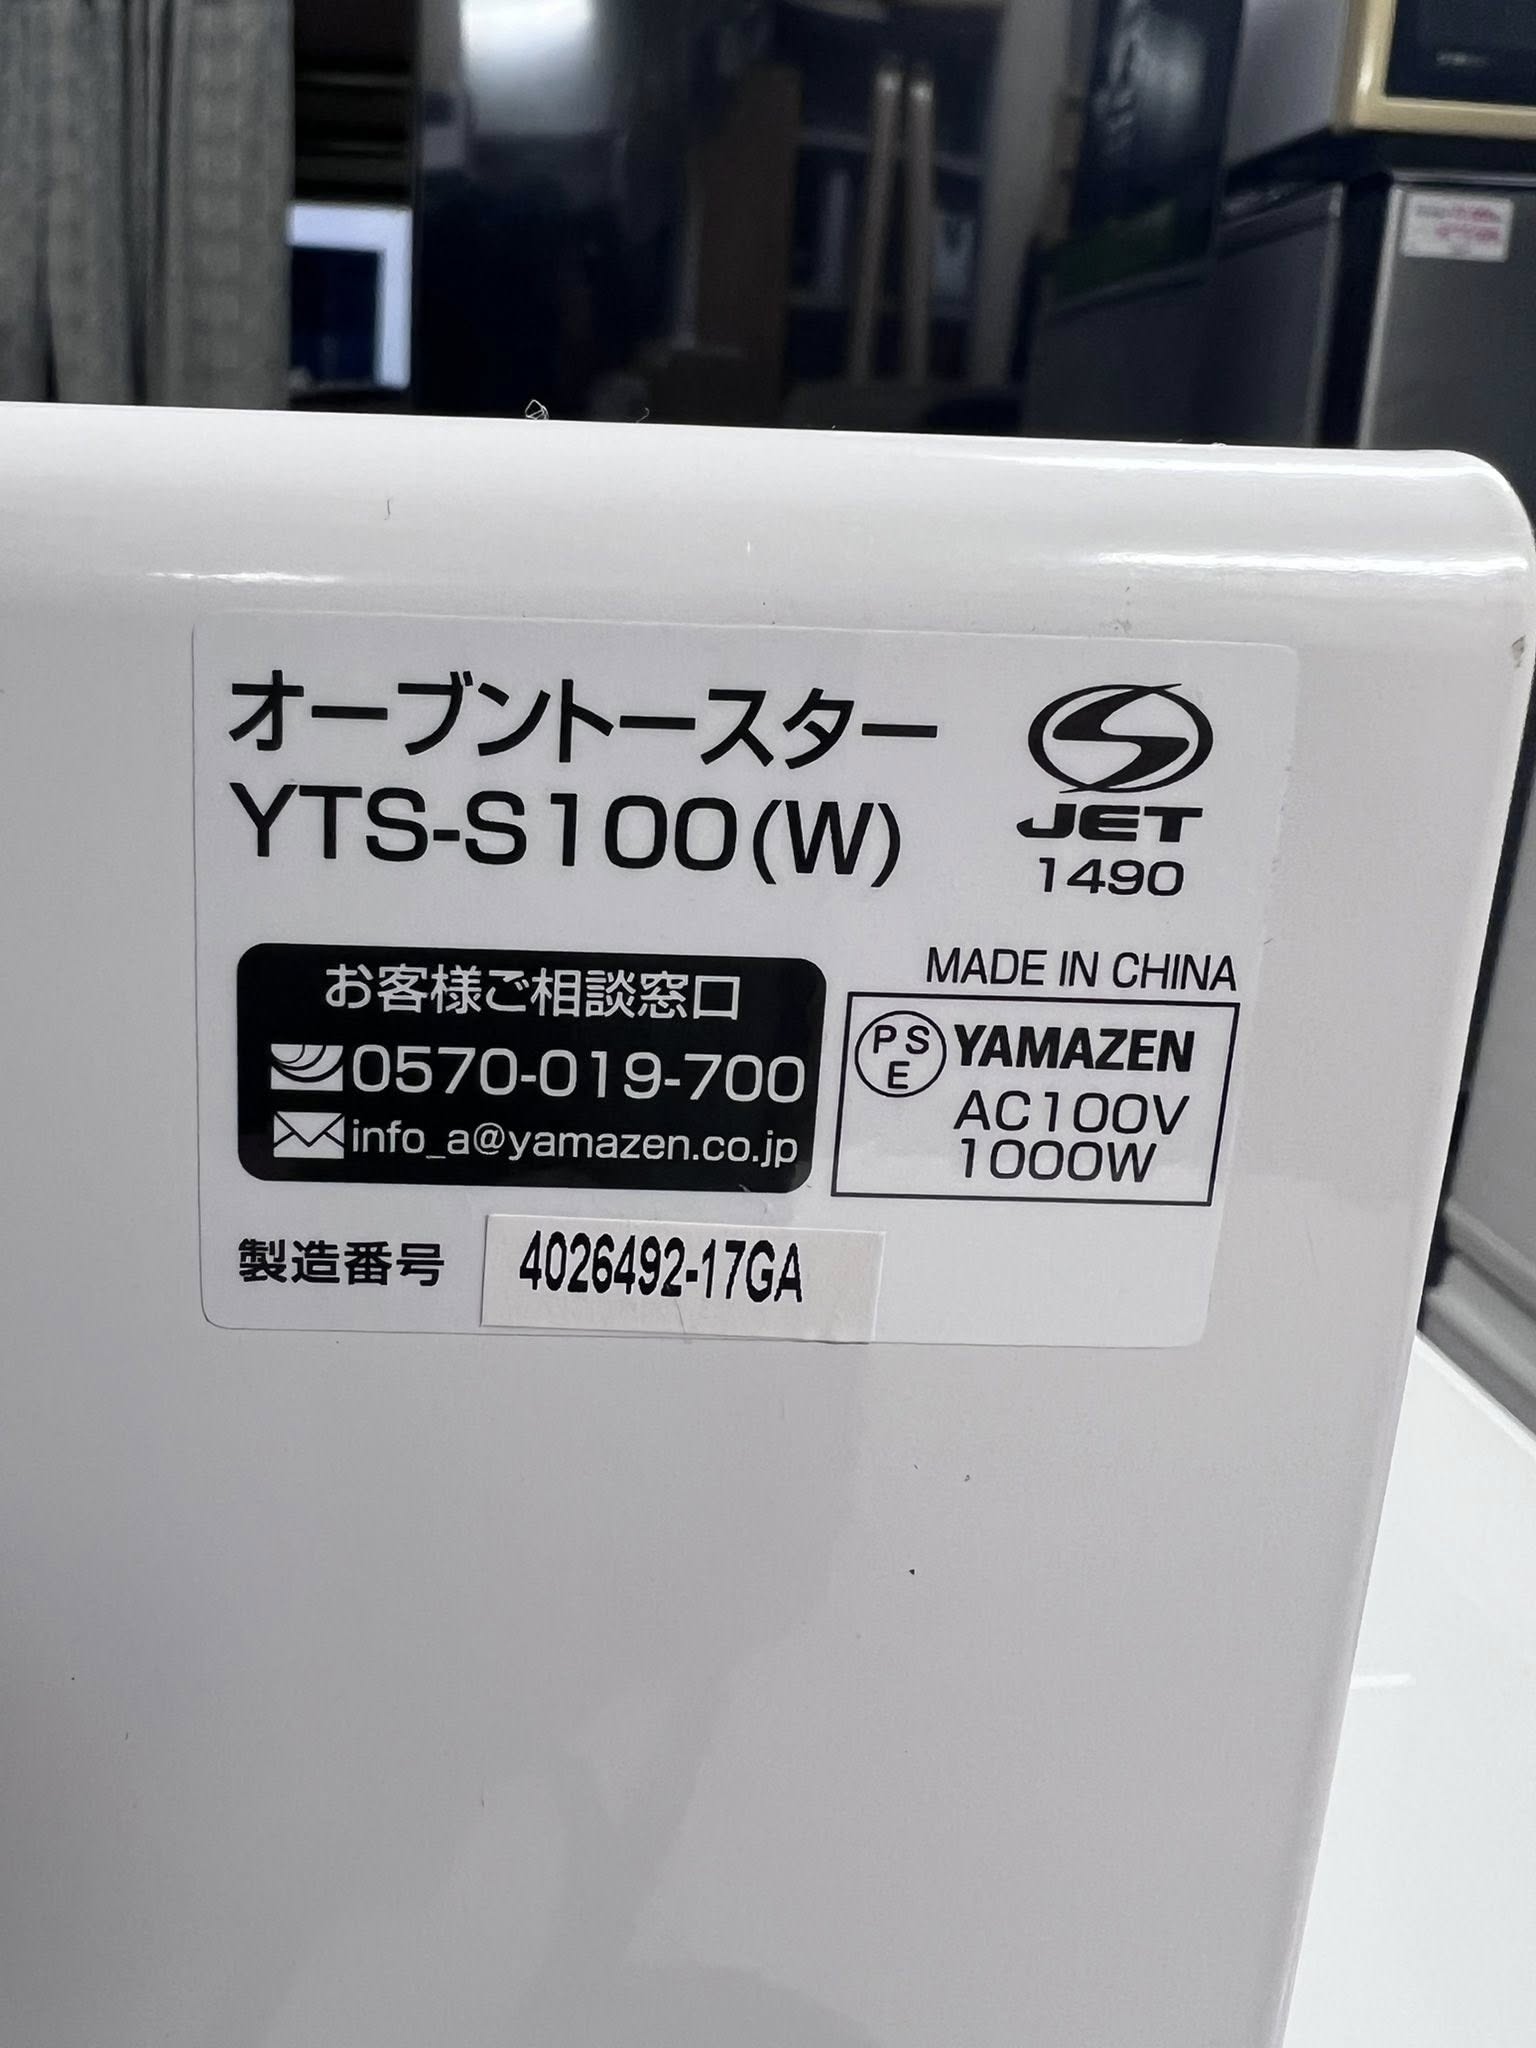 オーブントースター
YTS-S100(W)
JET
1490
お客様ご相談窓口
0570-019-700
info_a@yamazen.co.jp
MADE IN CHINA
PSE
YAMAZEN
AC100V
1000W
製造番号 4026492-17GA